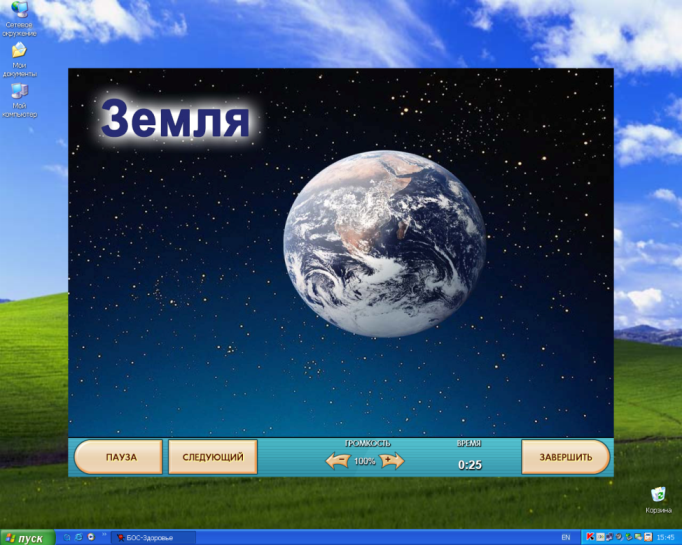 Сетевое
окружение
Мои
документы
Мой
компьютер
Земля
ПАУЗА
СЛЕДУЮЩИЙ
ГРОМКОСТЬ
100%
ВРЕМЯ
0:25
ЗАВЕРШИТЬ
Корзина
пуск
БОС-Здоровье
EN
15:45